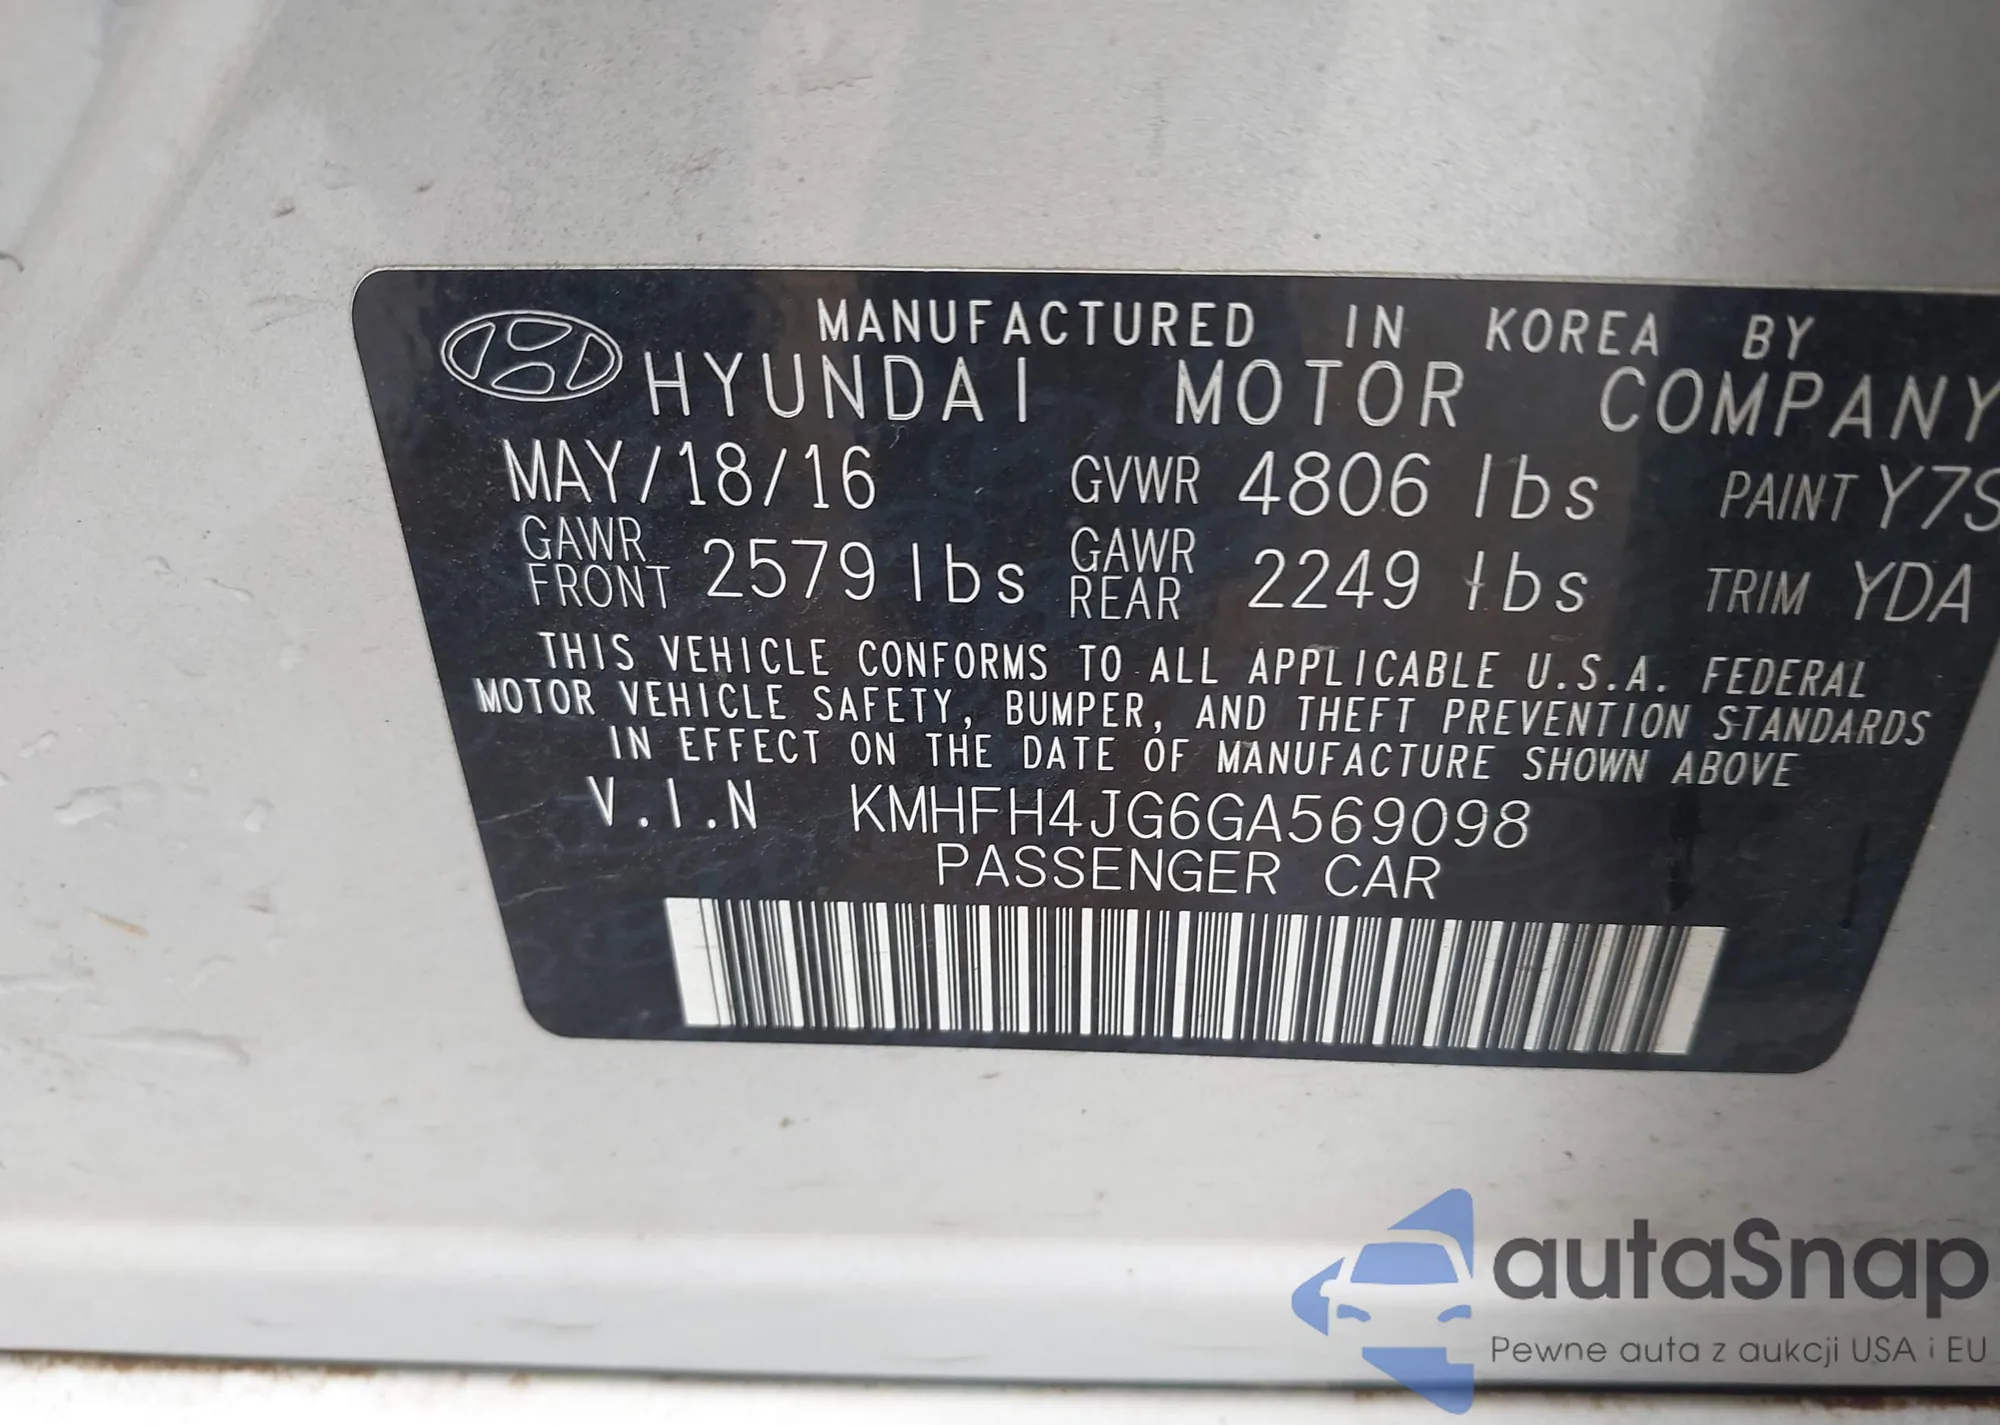 MANUFACTURED IN KOREA BY
HYUNDAI MOTOR COMPANY
MAY/18/16 GVWR 4806 lbs PAINT Y7S
GAWR FRONT 2579 lbs GAWR REAR 2249 lbs TRIM YDA
THIS VEHICLE CONFORMS TO ALL APPLICABLE U.S.A. FEDERAL
MOTOR VEHICLE SAFETY, BUMPER, AND THEFT PREVENTION STANDARDS
IN EFFECT ON THE DATE OF MANUFACTURE SHOWN ABOVE
V.I.N KMHFH4JG6GA569098
PASSENGER CAR
autaSnap
Pewne auta z aukcji USA i EU